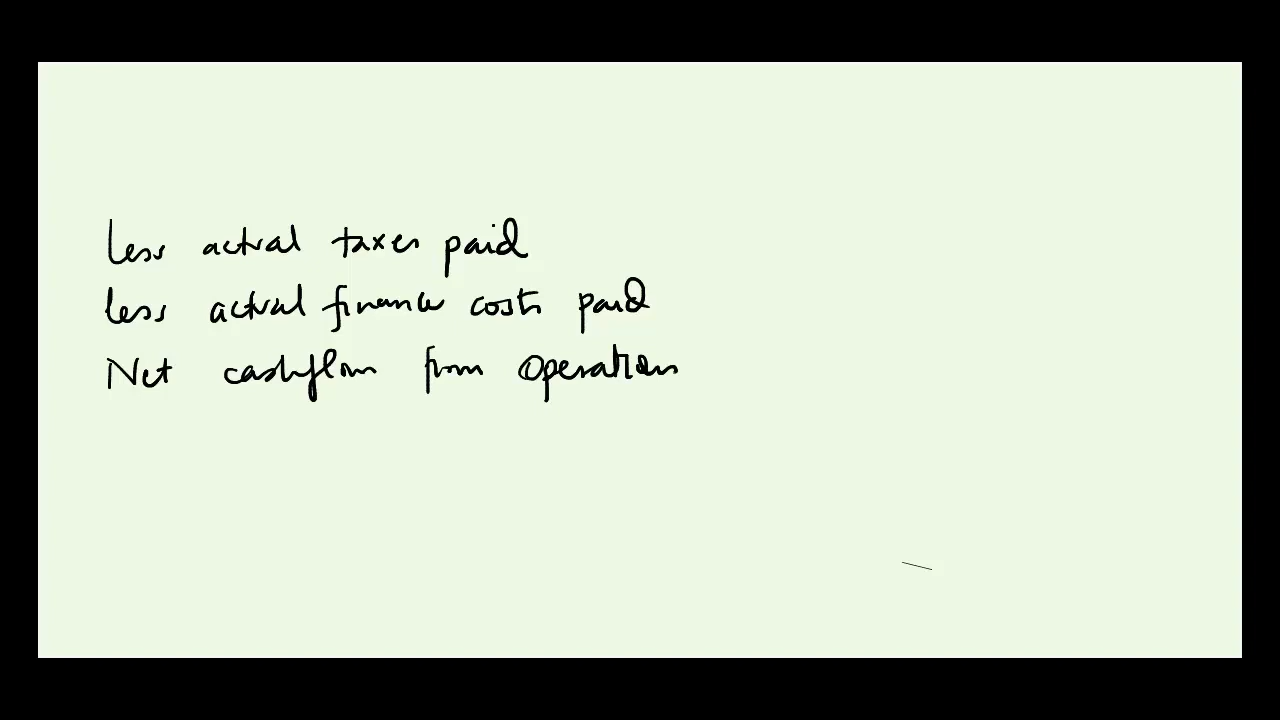 Less actual taxes paid
less actual finance costs paid
Net cashflow from operations